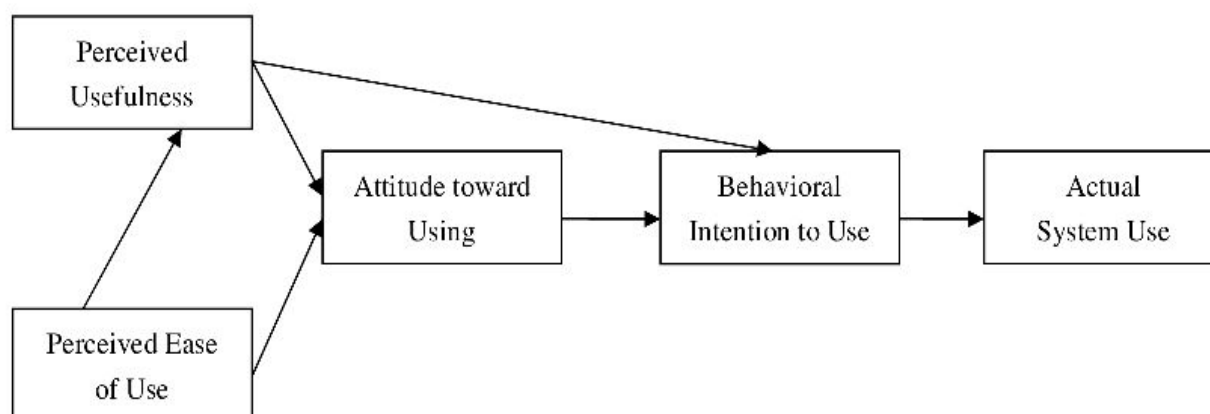 Perceived
Usefulness
Attitude toward
Using
Behavioral
Intention to Use
Actual
System Use
Perceived Ease
of Use